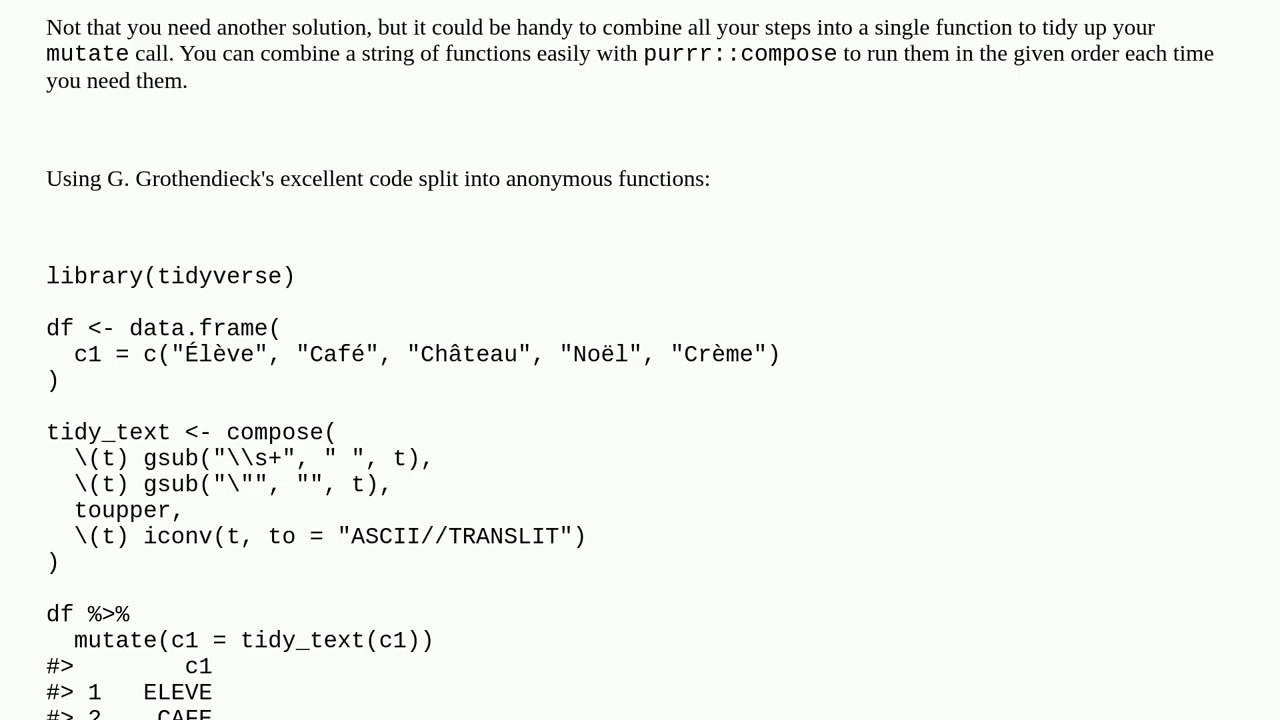 Not that you need another solution, but it could be handy to combine all your steps into a single function to tidy up your
mutate call. You can combine a string of functions easily with purrr::compose to run them in the given order each time
you need them.
Using G. Grothendieck's excellent code split into anonymous functions:
library(tidyverse)
df <- data.frame(
  c1 = c("Élève", "Café", "Château", "Noël", "Crème")
)
tidy_text <- compose(
  \(t) gsub("\\s+", " ", t),
  \(t) gsub("\"", "", t),
  toupper,
  \(t) iconv(t, to = "ASCII//TRANSLIT")
)
df %>%
  mutate(c1 = tidy_text(c1))
#>        c1
#> 1   ELEVE
#> 2    CAFE